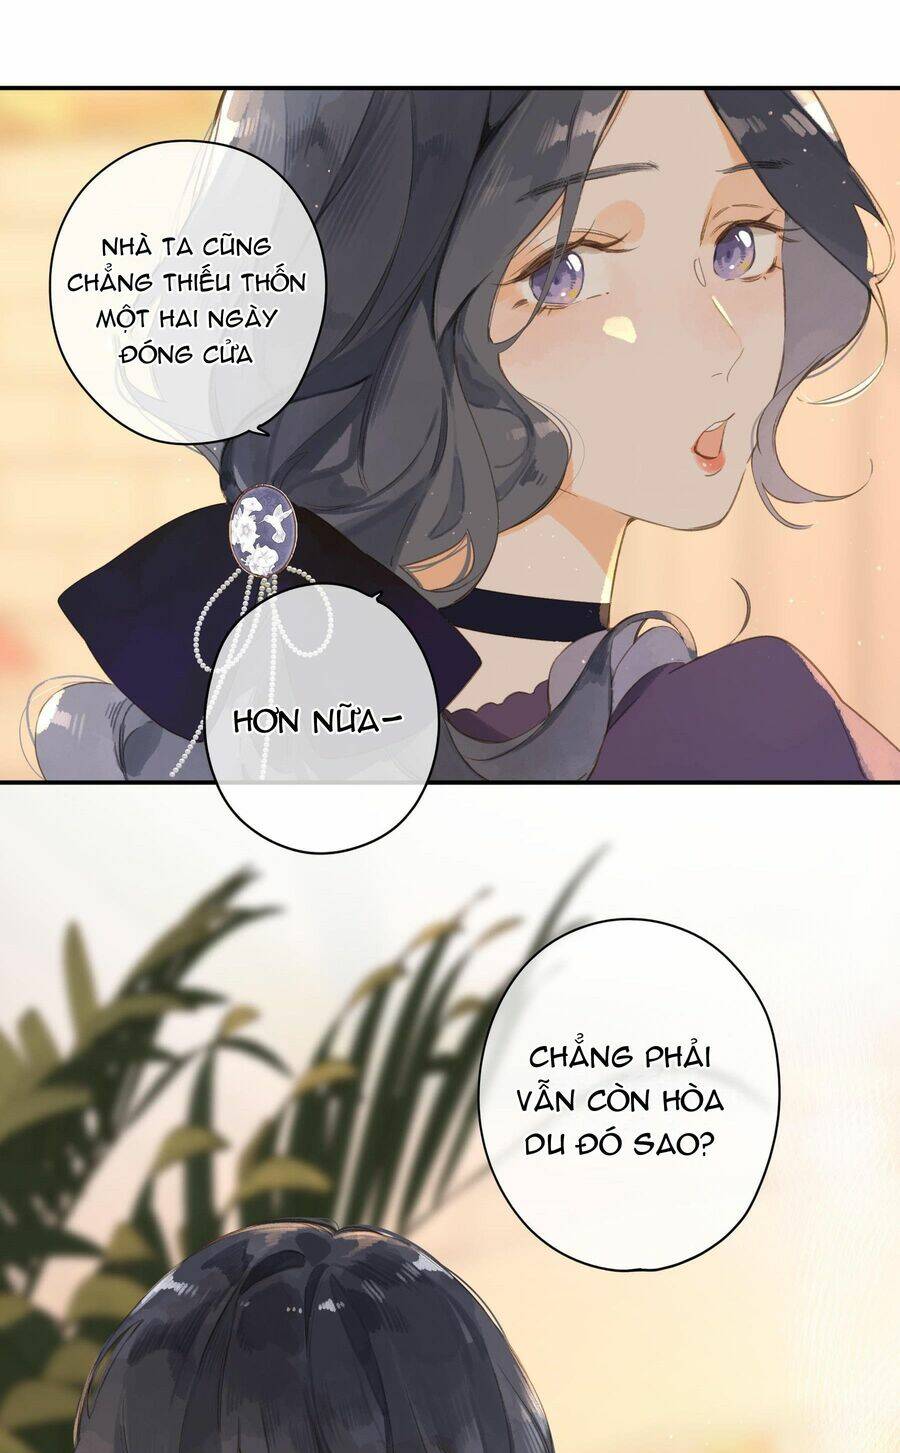 NHÀ TA CŨNG
CHẲNG THIẾU THỐN
MỘT HAI NGÀY
ĐÓNG CỬA
HƠN NỮA-
CHẲNG PHẢI
VẪN CÒN HÒA
DU ĐÓ SAO?